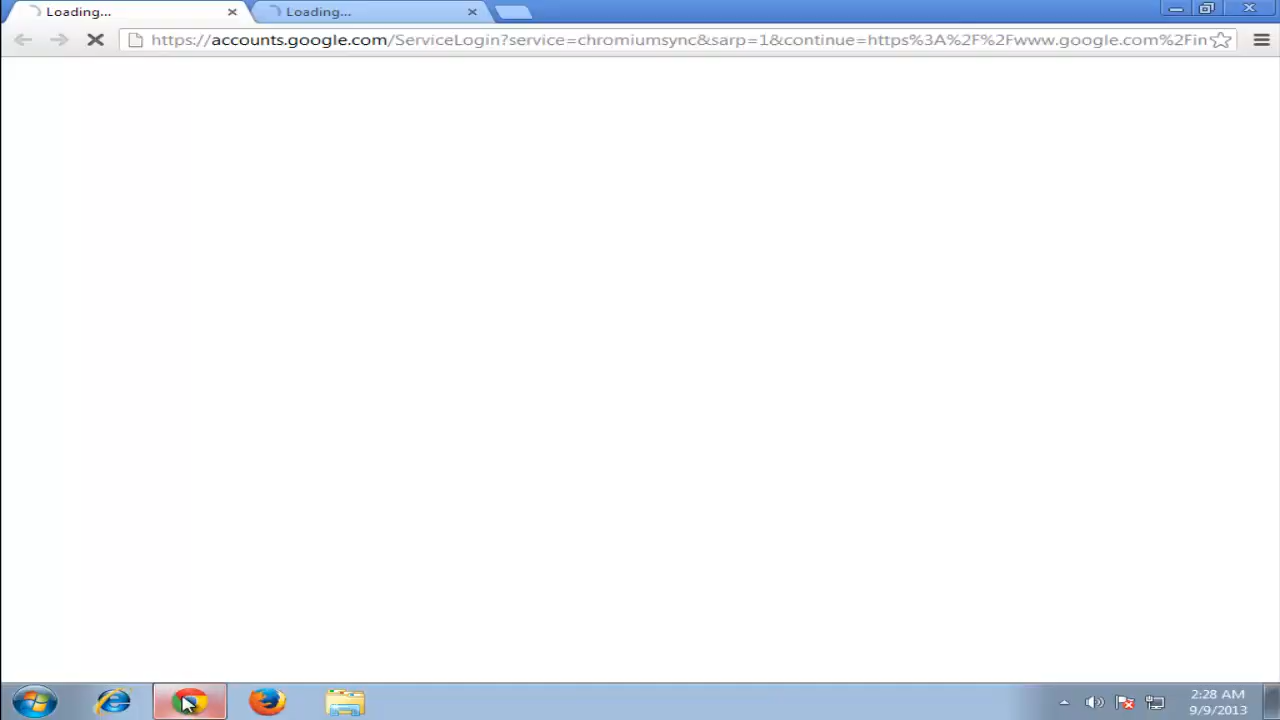 Loading...
Loading...
https://accounts.google.com/ServiceLogin?service=chromiumsync&sarp=1&continue=https%3A%2F%2Fwww.google.com%2Fin
2:28 AM
9/9/2013